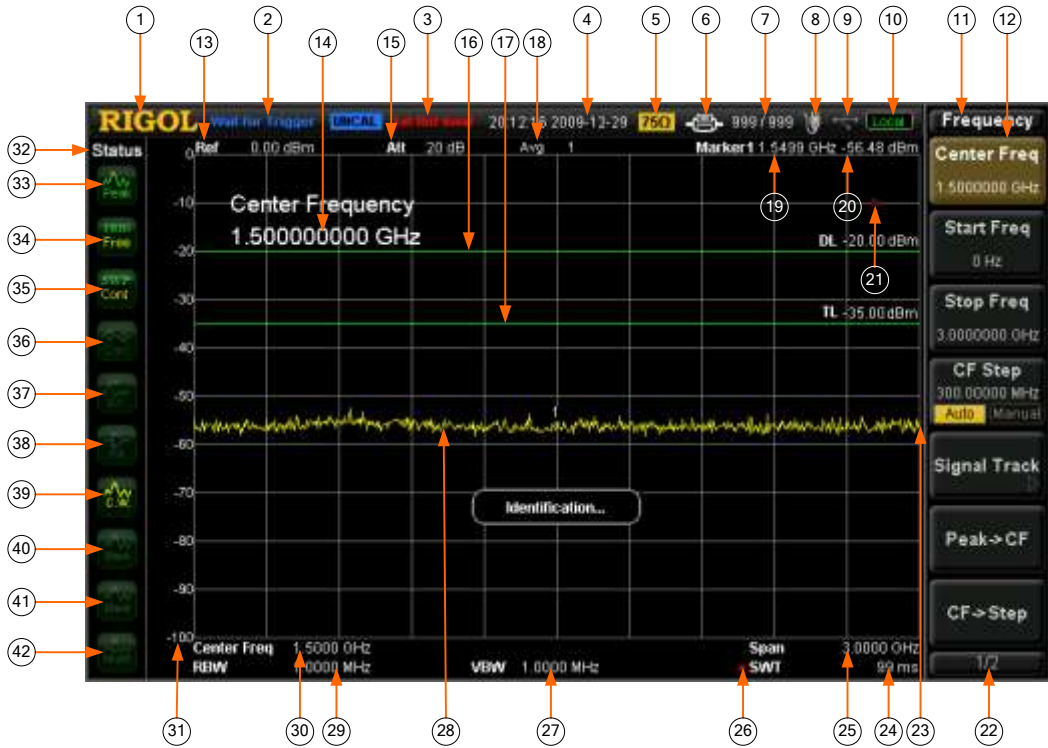 1 2 3 4 5 6 7 8 9 10 11 12
13 14 15 16 17 18
RIGOL Wait for Trigger UNCAL 20:12:16 2009-12-29 75Ω 999 / 999 Local Frequency
32 Status Ref 0.00 dBm Att 20 dB Avg 1 Marker1 1.5499 GHz -56.48 dBm
0
Center Freq
1.5000000 GHz
33 Peak
-10 19 20
Center Frequency
1.500000000 GHz
34 Free
Start Freq
0 Hz
DL -20.00 dBm
-20
21
35 SWP
Cont
-30
Stop Freq
3.0000000 GHz
TL -35.00 dBm
36
-40
CF Step
300.00000 MHz
Auto Manual
37
-50
1
38
-60
Signal Track
39 C.W.
-70
Identification...
40
-80
Peak->CF
41
-90
CF->Step
42
-100
Center Freq 1.5000 GHz Span 3.0000 GHz
RBW 1.0000 MHz VBW 1.0000 MHz *SWT 99 ms
1/2
31 30 29 28 27 26 25 24 23 22